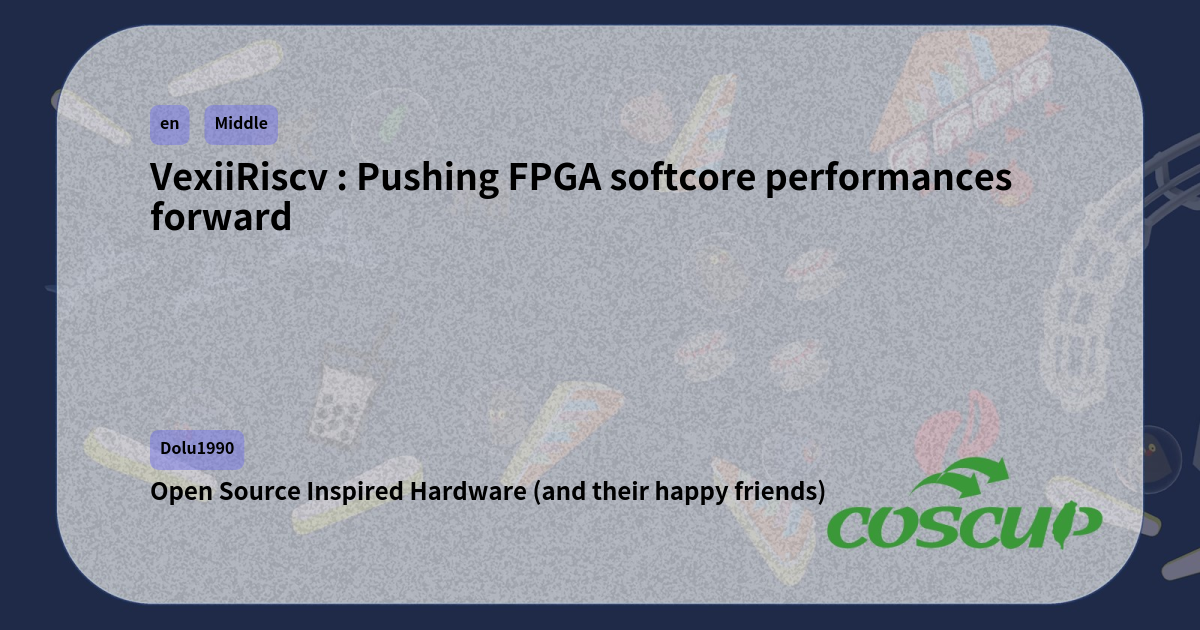 en Middle
VexiiRiscv : Pushing FPGA softcore performances
forward
Dolu1990
Open Source Inspired Hardware (and their happy friends)
COSCUP